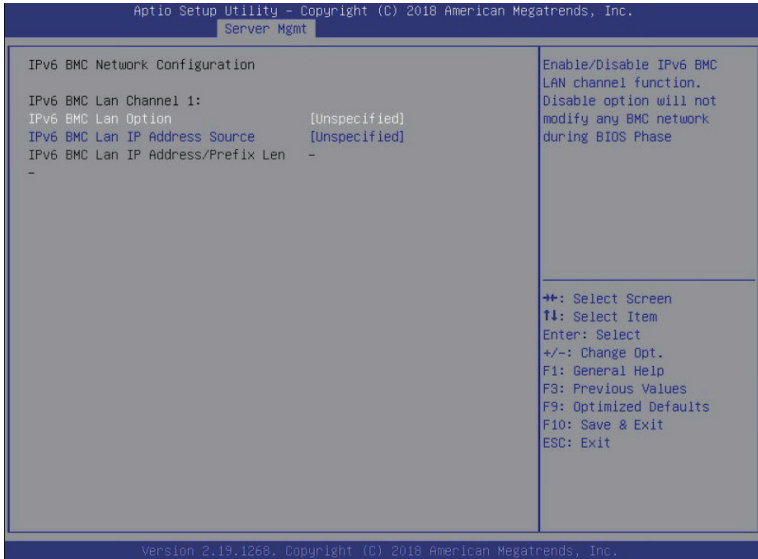 Aptio Setup Utility – Copyright (C) 2018 American Megatrends, Inc.
Server Mgmt
IPv6 BMC Network Configuration
IPv6 BMC Lan Channel 1:
IPv6 BMC Lan Option [Unspecified]
IPv6 BMC Lan IP Address Source [Unspecified]
IPv6 BMC Lan IP Address/Prefix Len –
–
Enable/Disable IPv6 BMC
LAN channel function.
Disable option will not
modify any BMC network
during BIOS Phase
→←: Select Screen
↑↓: Select Item
Enter: Select
+/-: Change Opt.
F1: General Help
F3: Previous Values
F9: Optimized Defaults
F10: Save & Exit
ESC: Exit
Version 2.19.1268. Copyright (C) 2018 American Megatrends, Inc.